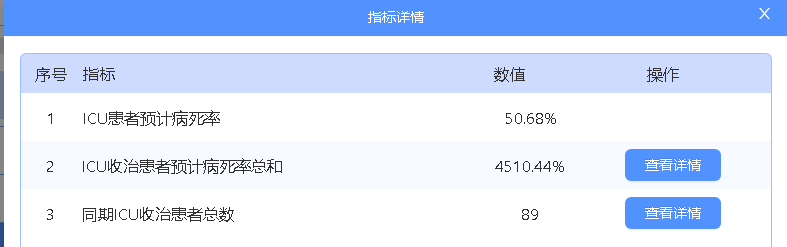 指标详情 X
序号 指标 数值 操作
1 ICU患者预计病死率 50.68%
2 ICU收治患者预计病死率总和 4510.44% 查看详情
3 同期ICU收治患者总数 89 查看详情